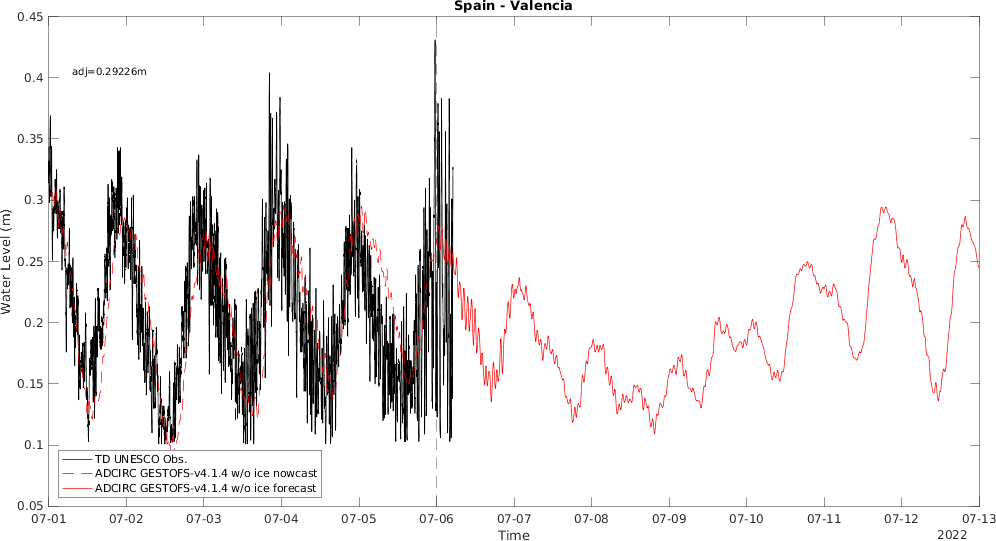 Spain - Valencia
adj=0.29226m
Water Level (m)
0.45
0.4
0.35
0.3
0.25
0.2
0.15
0.1
0.05
TD UNESCO Obs.
ADCIRC GESTOFS-v4.1.4 w/o ice nowcast
ADCIRC GESTOFS-v4.1.4 w/o ice forecast
07-01 07-02 07-03 07-04 07-05 07-06 07-07 07-08 07-09 07-10 07-11 07-12 07-13
Time
2022